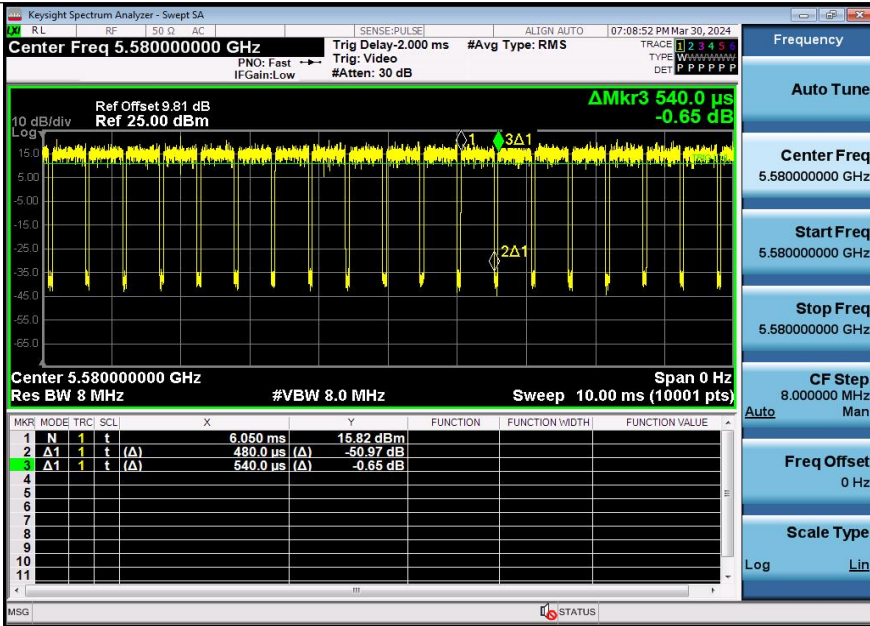 Keysight Spectrum Analyzer - Swept SA
LXI RL RF 50 Ω AC SENSE:PULSE ALIGN AUTO 07:08:52 PM Mar 30, 2024
Center Freq 5.580000000 GHz
Trig Delay-2.000 ms #Avg Type: RMS
TRACE 1 2 3 4 5 6
PNO: Fast Trig: Video
TYPE WWWWWW
IFGain:Low #Atten: 30 dB
DET P P P P P P
ΔMkr3 540.0 µs
-0.65 dB
Ref Offset 9.81 dB
10 dB/div Ref 25.00 dBm
Log
1 3Δ1
15.0
5.00
-5.00
-15.0
-25.0
2Δ1
-35.0
-45.0
-55.0
-65.0
Center 5.580000000 GHz Span 0 Hz
Res BW 8 MHz #VBW 8.0 MHz Sweep 10.00 ms (10001 pts)
MKR MODE TRC SCL X Y FUNCTION FUNCTION WIDTH FUNCTION VALUE
1 N 1 t 6.050 ms 15.82 dBm
2 Δ1 1 t (Δ) 480.0 µs (Δ) -50.97 dB
3 Δ1 1 t (Δ) 540.0 µs (Δ) -0.65 dB
4
5
6
7
8
9
10
11
MSG STATUS
Frequency
Auto Tune
Center Freq
5.580000000 GHz
Start Freq
5.580000000 GHz
Stop Freq
5.580000000 GHz
CF Step
8.000000 MHz
Auto Man
Freq Offset
0 Hz
Scale Type
Log Lin